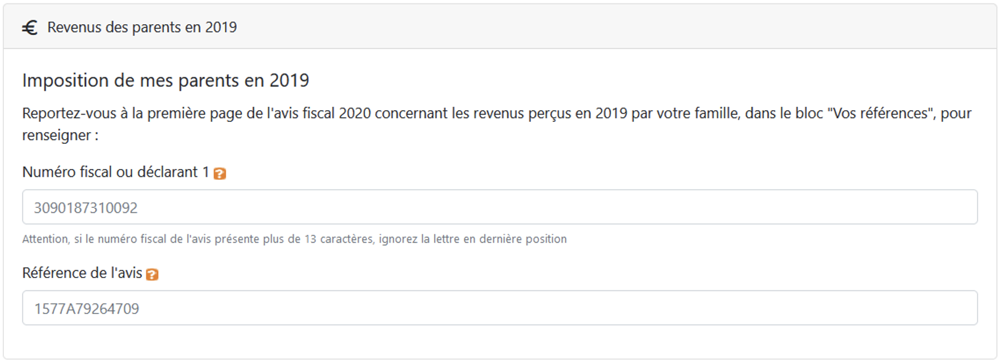 € Revenus des parents en 2019
Imposition de mes parents en 2019
Reportez-vous à la première page de l'avis fiscal 2020 concernant les revenus perçus en 2019 par votre famille, dans le bloc "Vos références", pour
renseigner :
Numéro fiscal ou déclarant 1 ?
3090187310092
Attention, si le numéro fiscal de l'avis présente plus de 13 caractères, ignorez la lettre en dernière position
Référence de l'avis ?
1577A79264709